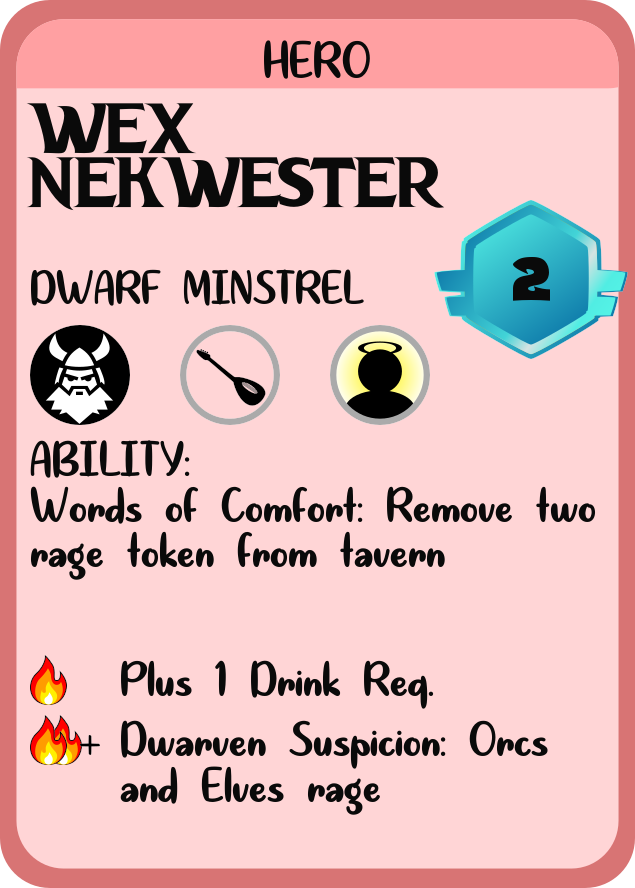 HERO
WEX
NEKWESTER
2
DWARF MINSTREL
ABILITY:
Words of Comfort: Remove two
rage token from tavern
Plus 1 Drink Req.
+ Dwarven Suspicion: Orcs
and Elves rage